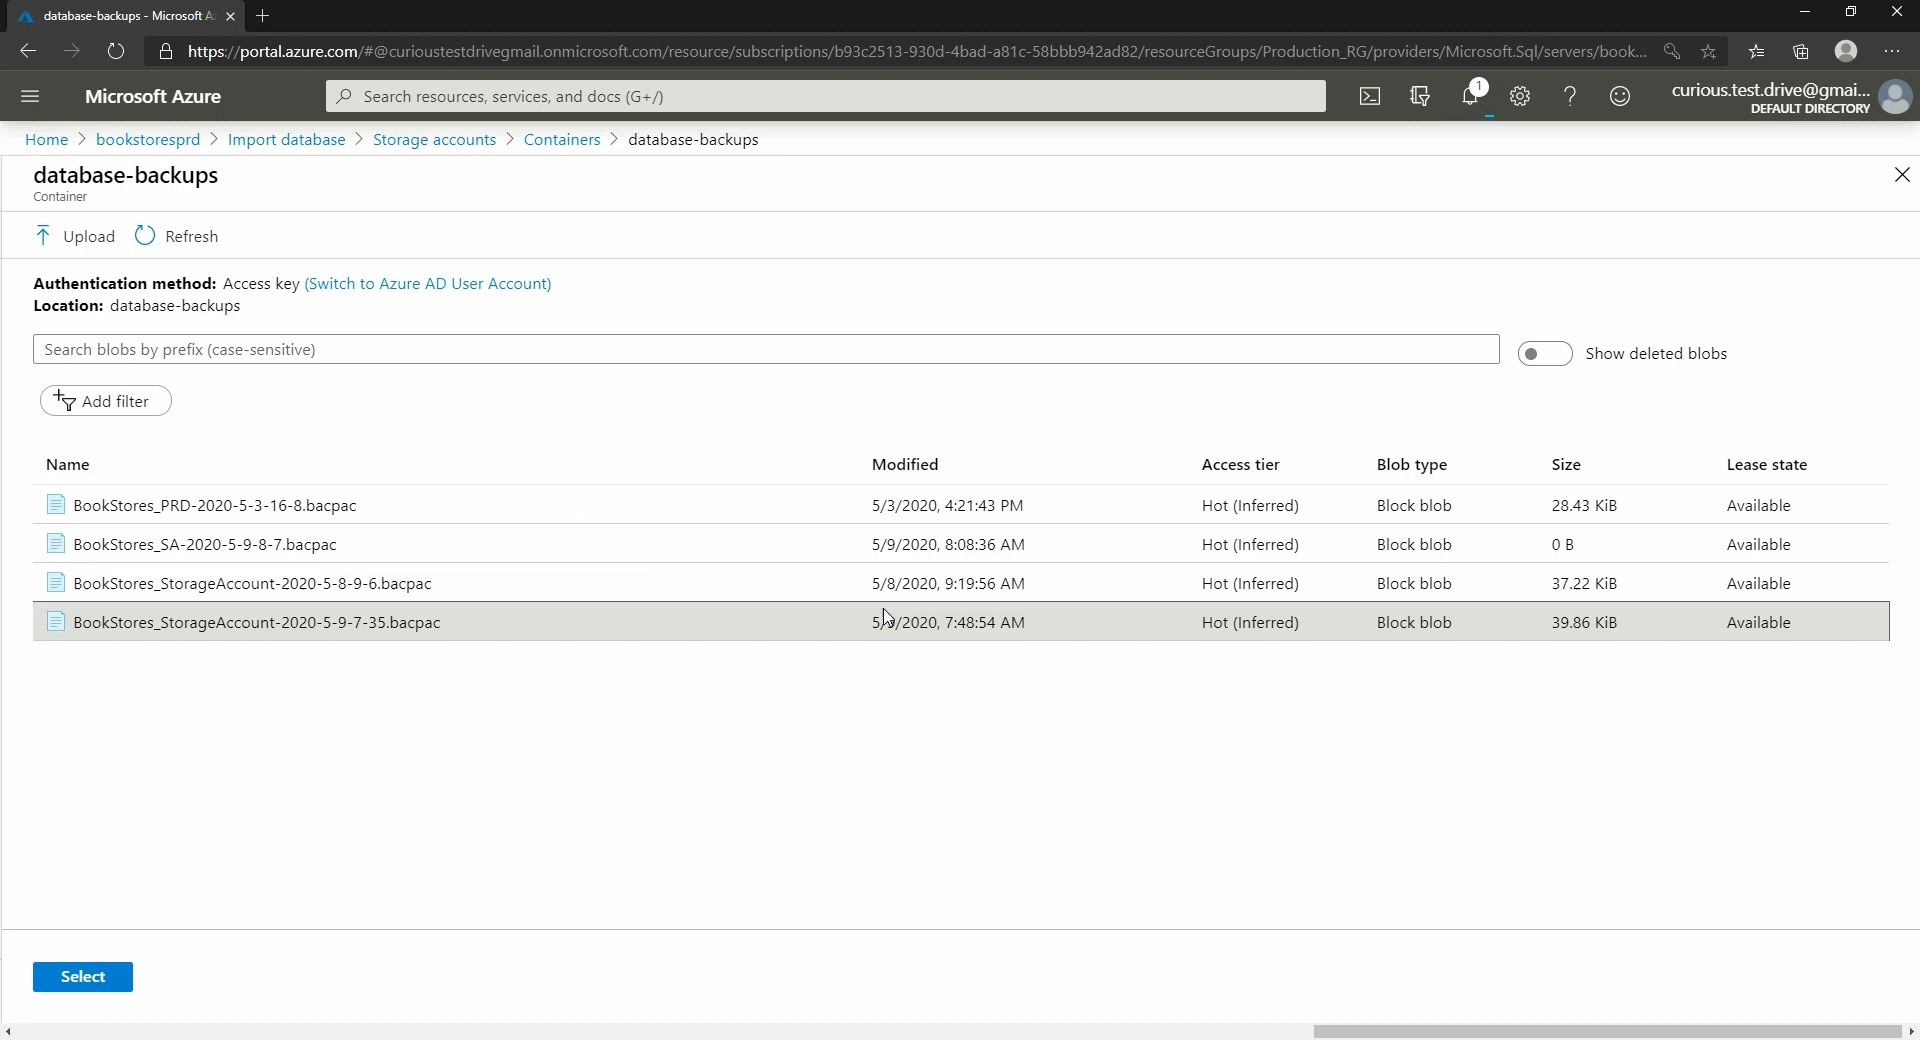 database-backups - Microsoft A
https://portal.azure.com/#@curioustestdrivegmail.onmicrosoft.com/resource/subscriptions/b93c2513-930d-4bad-a81c-58bbb942ad82/resourceGroups/Production_RG/providers/Microsoft.Sql/servers/book...
Microsoft Azure
Search resources, services, and docs (G+/)
1
curious.test.drive@gmai...
DEFAULT DIRECTORY
Home > bookstoresprd > Import database > Storage accounts > Containers > database-backups
database-backups
Container
Upload Refresh
Authentication method: Access key (Switch to Azure AD User Account)
Location: database-backups
Search blobs by prefix (case-sensitive)
Show deleted blobs
Add filter
Name Modified Access tier Blob type Size Lease state
BookStores_PRD-2020-5-3-16-8.bacpac 5/3/2020, 4:21:43 PM Hot (Inferred) Block blob 28.43 KiB Available
BookStores_SA-2020-5-9-8-7.bacpac 5/9/2020, 8:08:36 AM Hot (Inferred) Block blob 0 B Available
BookStores_StorageAccount-2020-5-8-9-6.bacpac 5/8/2020, 9:19:56 AM Hot (Inferred) Block blob 37.22 KiB Available
BookStores_StorageAccount-2020-5-9-7-35.bacpac 5/9/2020, 7:48:54 AM Hot (Inferred) Block blob 39.86 KiB Available
Select